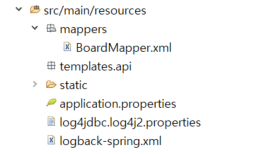 src/main/resources
mappers
BoardMapper.xml
templates.api
static
application.properties
log4jdbc.log4j2.properties
logback-spring.xml